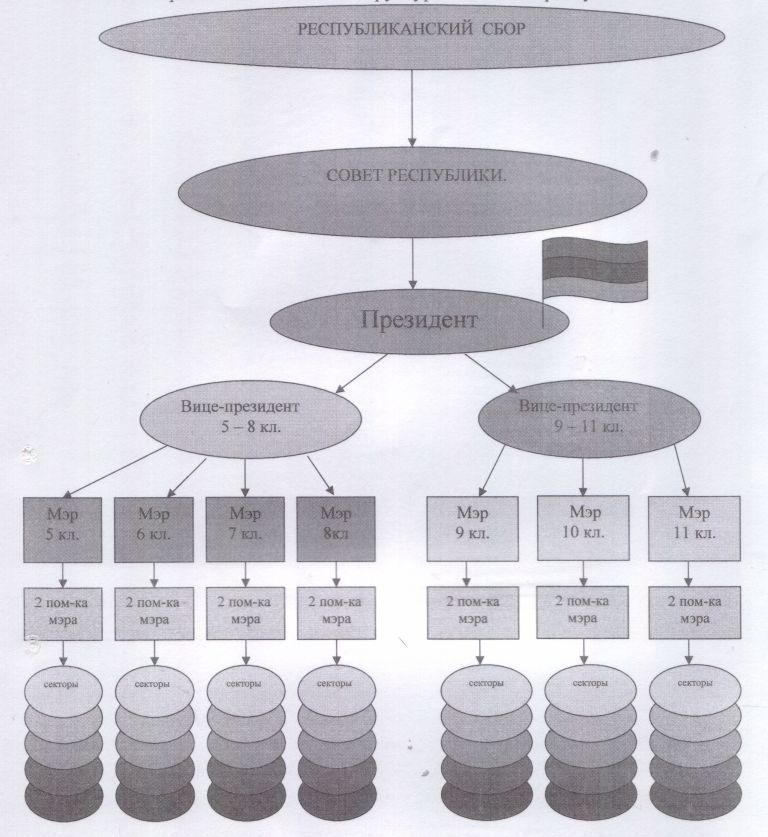 РЕСПУБЛИКАНСКИЙ СБОР
СОВЕТ РЕСПУБЛИКИ.
Президент
Вице-президент
5 – 8 кл.
Вице-президент
9 – 11 кл.
Мэр
5 кл.
Мэр
6 кл.
Мэр
7 кл.
Мэр
8кл
Мэр
9 кл.
Мэр
10 кл.
Мэр
11 кл.
2 пом-ка
мэра
2 пом-ка
мэра
2 пом-ка
мэра
2 пом-ка
мэра
2 пом-ка
мэра
2 пом-ка
мэра
2 пом-ка
мэра
секторы
секторы
секторы
секторы
секторы
секторы
секторы